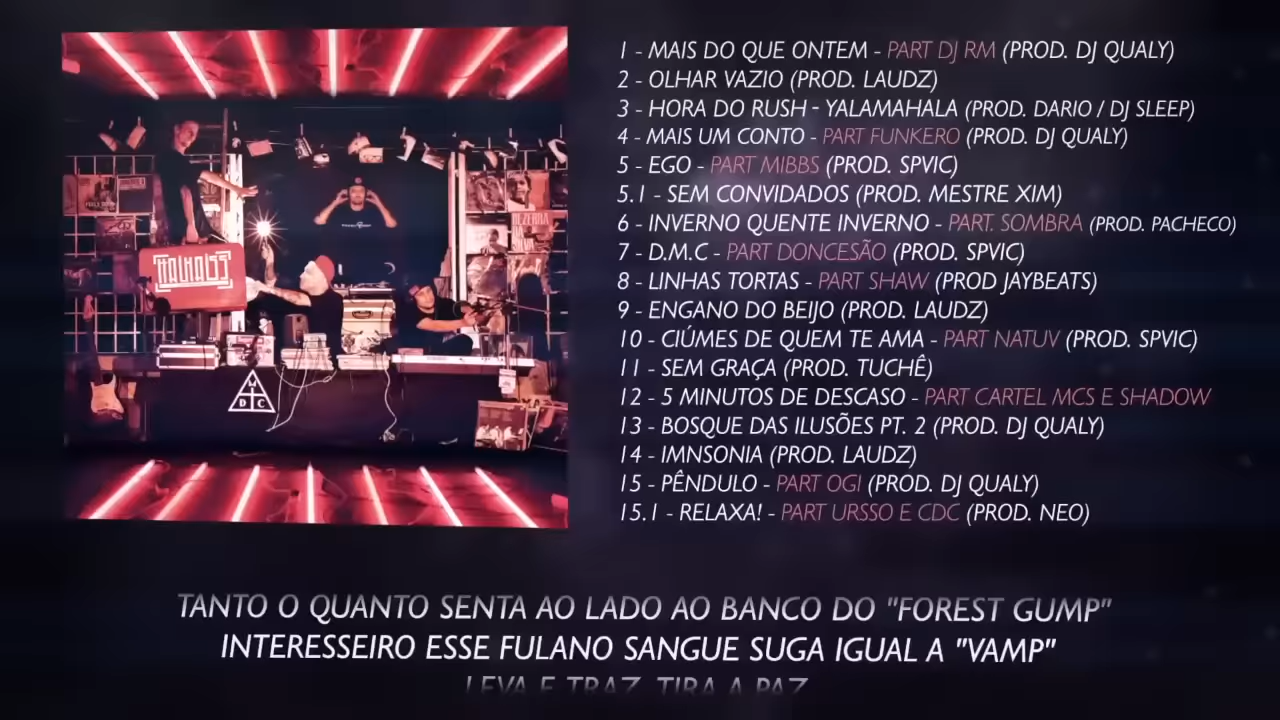 HAIKAISS
M
D C
1 - MAIS DO QUE ONTEM - PART DJ RM (PROD. DJ QUALY)
2 - OLHAR VAZIO (PROD. LAUDZ)
3 - HORA DO RUSH - YALAMAHALA (PROD. DARIO / DJ SLEEP)
4 - MAIS UM CONTO - PART FUNKERO (PROD. DJ QUALY)
5 - EGO - PART MIBBS (PROD. SPVIC)
5.1 - SEM CONVIDADOS (PROD. MESTRE XIM)
6 - INVERNO QUENTE INVERNO - PART. SOMBRA (PROD. PACHECO)
7 - D.M.C - PART DONCESÃO (PROD. SPVIC)
8 - LINHAS TORTAS - PART SHAW (PROD JAYBEATS)
9 - ENGANO DO BEIJO (PROD. LAUDZ)
10 - CIÚMES DE QUEM TE AMA - PART NATUV (PROD. SPVIC)
11 - SEM GRAÇA (PROD. TUCHÊ)
12 - 5 MINUTOS DE DESCASO - PART CARTEL MCS E SHADOW
13 - BOSQUE DAS ILUSÕES PT. 2 (PROD. DJ QUALY)
14 - IMNSONIA (PROD. LAUDZ)
15 - PÊNDULO - PART OGI (PROD. DJ QUALY)
15.1 - RELAXA! - PART URSSO E CDC (PROD. NEO)
TANTO O QUANTO SENTA AO LADO AO BANCO DO "FOREST GUMP"
INTERESSEIRO ESSE FULANO SANGUE SUGA IGUAL A "VAMP"
LEVA E TRAZ, TIRA A PAZ